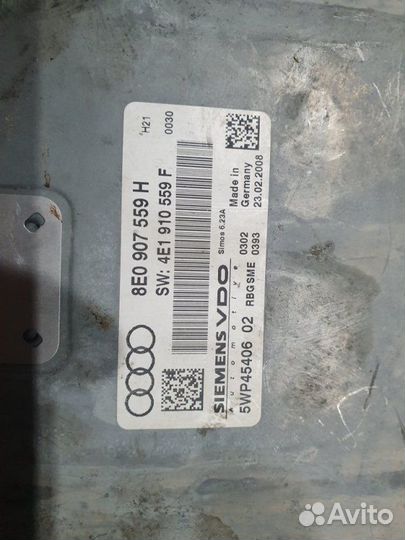 H21 0030
8E0 907 559 H
SW: 4E1 910 559 F
Simos 6.23A
Made in
Germany
23.02.2008
SIEMENS VDO
Automotive
0302
5WP45406 02 RBGSME 0393
Avito